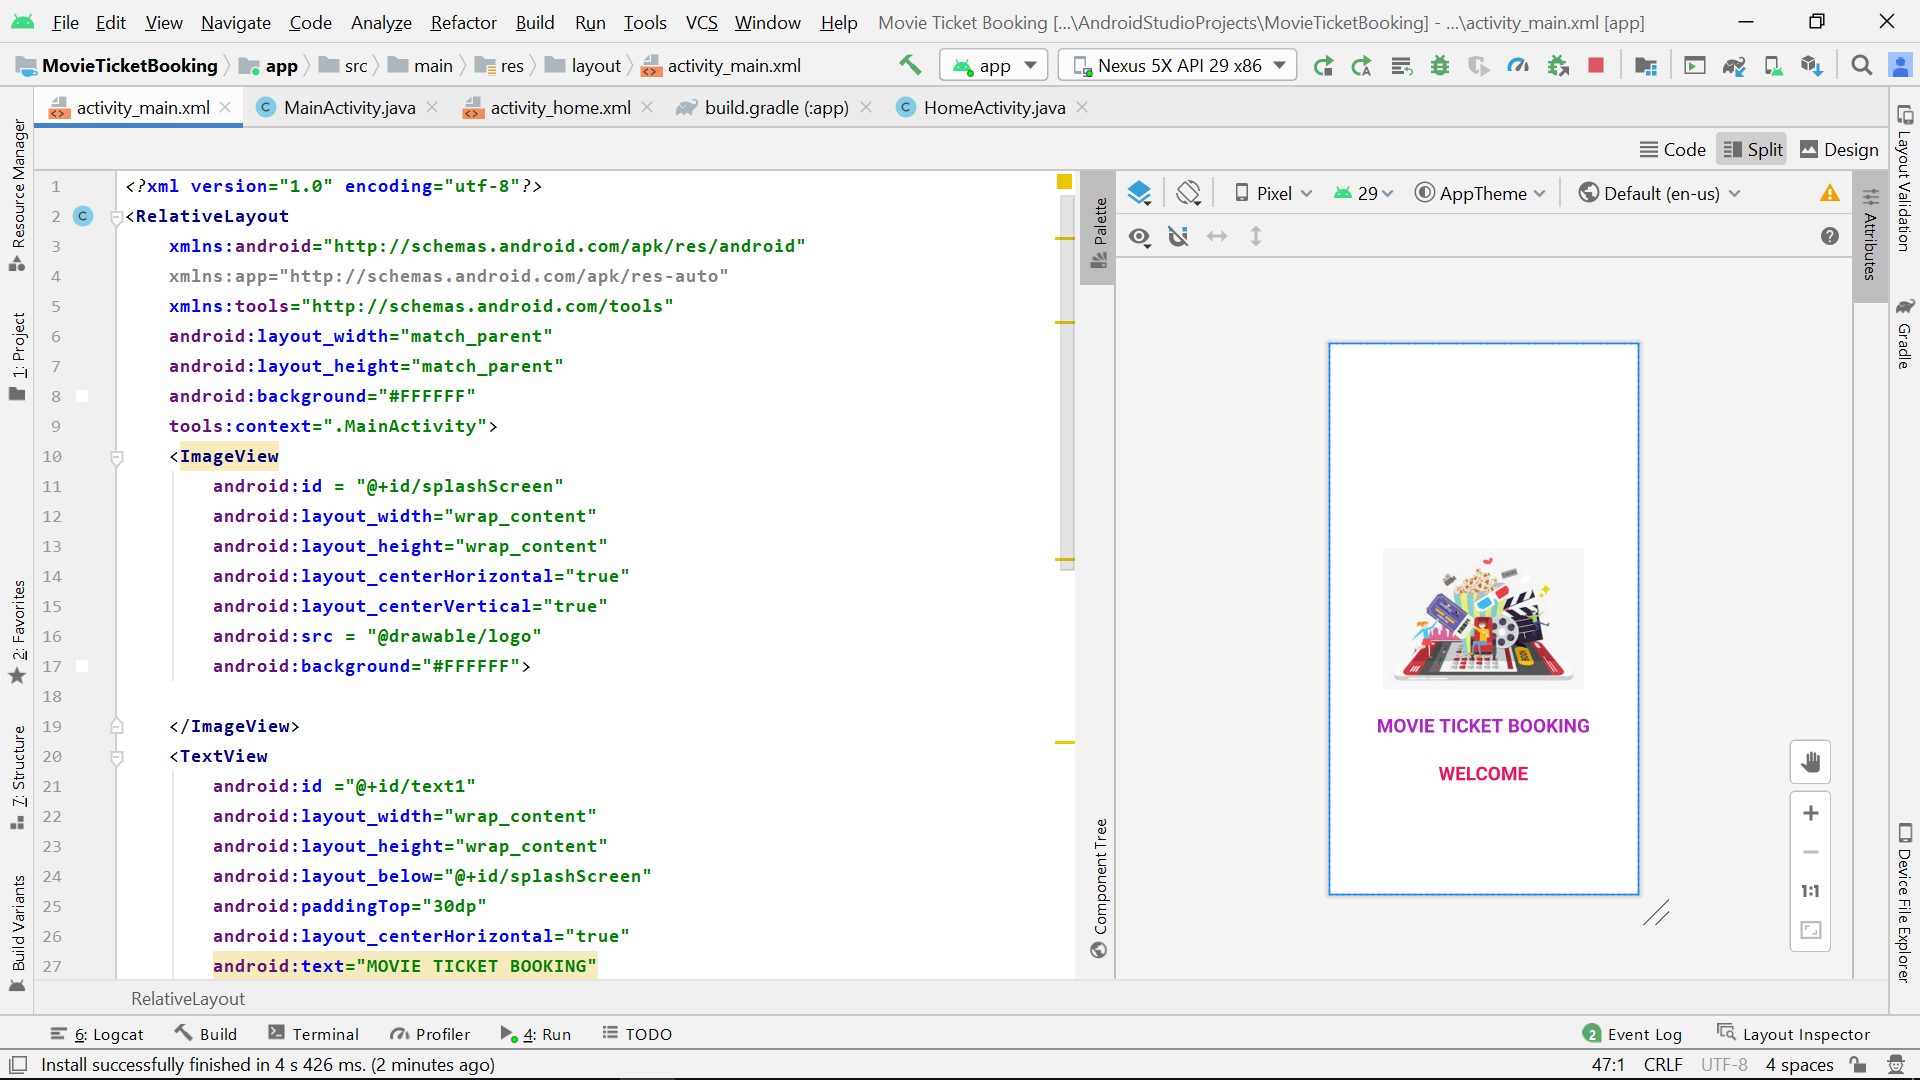 File Edit View Navigate Code Analyze Refactor Build Run Tools VCS Window Help Movie Ticket Booking [...\AndroidStudioProjects\MovieTicketBooking] - ...\activity_main.xml [app]
MovieTicketBooking app src main res layout activity_main.xml app Nexus 5X API 29 x86
activity_main.xml MainActivity.java activity_home.xml build.gradle (:app) HomeActivity.java
Code Split Design
Resource Manager
1: Project
2: Favorites
7: Structure
Build Variants
1 <?xml version="1.0" encoding="utf-8"?>
2 <RelativeLayout
3 xmlns:android="http://schemas.android.com/apk/res/android"
4 xmlns:app="http://schemas.android.com/apk/res-auto"
5 xmlns:tools="http://schemas.android.com/tools"
6 android:layout_width="match_parent"
7 android:layout_height="match_parent"
8 android:background="#FFFFFF"
9 tools:context=".MainActivity">
10 <ImageView
11 android:id = "@+id/splashScreen"
12 android:layout_width="wrap_content"
13 android:layout_height="wrap_content"
14 android:layout_centerHorizontal="true"
15 android:layout_centerVertical="true"
16 android:src = "@drawable/logo"
17 android:background="#FFFFFF">
18
19 </ImageView>
20 <TextView
21 android:id ="@+id/text1"
22 android:layout_width="wrap_content"
23 android:layout_height="wrap_content"
24 android:layout_below="@+id/splashScreen"
25 android:paddingTop="30dp"
26 android:layout_centerHorizontal="true"
27 android:text="MOVIE TICKET BOOKING"
RelativeLayout
Palette
Component Tree
Pixel 29 AppTheme Default (en-us)
MOVIE TICKET BOOKING
WELCOME
1:1
Attributes
Layout Validation
Gradle
Device File Explorer
6: Logcat Build Terminal Profiler 4: Run TODO 2 Event Log Layout Inspector
Install successfully finished in 4 s 426 ms. (2 minutes ago) 47:1 CRLF UTF-8 4 spaces